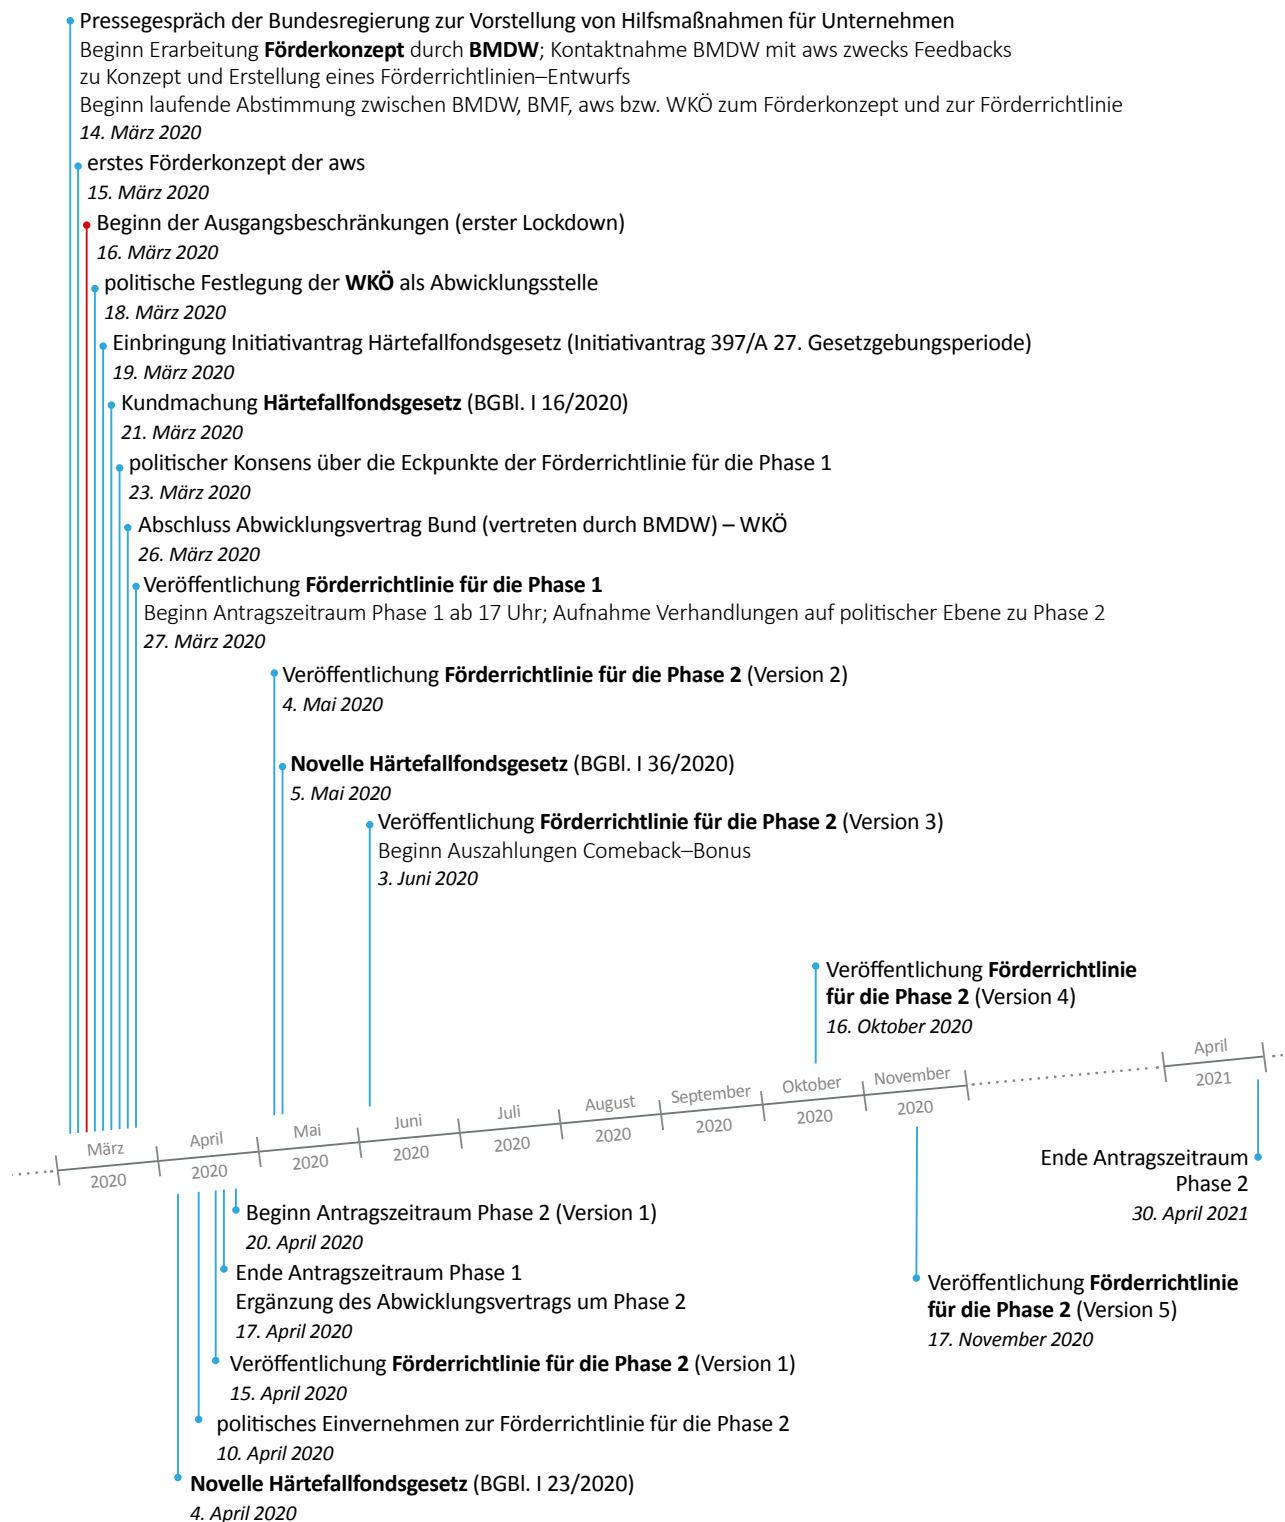 Pressegespräch der Bundesregierung zur Vorstellung von Hilfsmaßnahmen für Unternehmen
Beginn Erarbeitung Förderkonzept durch BMDW; Kontaktnahme BMDW mit aws zwecks Feedbacks
zu Konzept und Erstellung eines Förderrichtlinien–Entwurfs
Beginn laufende Abstimmung zwischen BMDW, BMF, aws bzw. WKÖ zum Förderkonzept und zur Förderrichtlinie
14. März 2020
erstes Förderkonzept der aws
15. März 2020
Beginn der Ausgangsbeschränkungen (erster Lockdown)
16. März 2020
politische Festlegung der WKÖ als Abwicklungsstelle
18. März 2020
Einbringung Initiativantrag Härtefallfondsgesetz (Initiativantrag 397/A 27. Gesetzgebungsperiode)
19. März 2020
Kundmachung Härtefallfondsgesetz (BGBl. I 16/2020)
21. März 2020
politischer Konsens über die Eckpunkte der Förderrichtlinie für die Phase 1
23. März 2020
Abschluss Abwicklungsvertrag Bund (vertreten durch BMDW) – WKÖ
26. März 2020
Veröffentlichung Förderrichtlinie für die Phase 1
Beginn Antragszeitraum Phase 1 ab 17 Uhr; Aufnahme Verhandlungen auf politischer Ebene zu Phase 2
27. März 2020
Veröffentlichung Förderrichtlinie für die Phase 2 (Version 2)
4. Mai 2020
Novelle Härtefallfondsgesetz (BGBl. I 36/2020)
5. Mai 2020
Veröffentlichung Förderrichtlinie für die Phase 2 (Version 3)
Beginn Auszahlungen Comeback–Bonus
3. Juni 2020
Veröffentlichung Förderrichtlinie
für die Phase 2 (Version 4)
16. Oktober 2020
März
2020
April
2020
Mai
2020
Juni
2020
Juli
2020
August
2020
September
2020
Oktober
2020
November
2020
April
2021
Ende Antragszeitraum
Phase 2
30. April 2021
Beginn Antragszeitraum Phase 2 (Version 1)
20. April 2020
Ende Antragszeitraum Phase 1
Ergänzung des Abwicklungsvertrags um Phase 2
17. April 2020
Veröffentlichung Förderrichtlinie
für die Phase 2 (Version 5)
17. November 2020
Veröffentlichung Förderrichtlinie für die Phase 2 (Version 1)
15. April 2020
politisches Einvernehmen zur Förderrichtlinie für die Phase 2
10. April 2020
Novelle Härtefallfondsgesetz (BGBl. I 23/2020)
4. April 2020